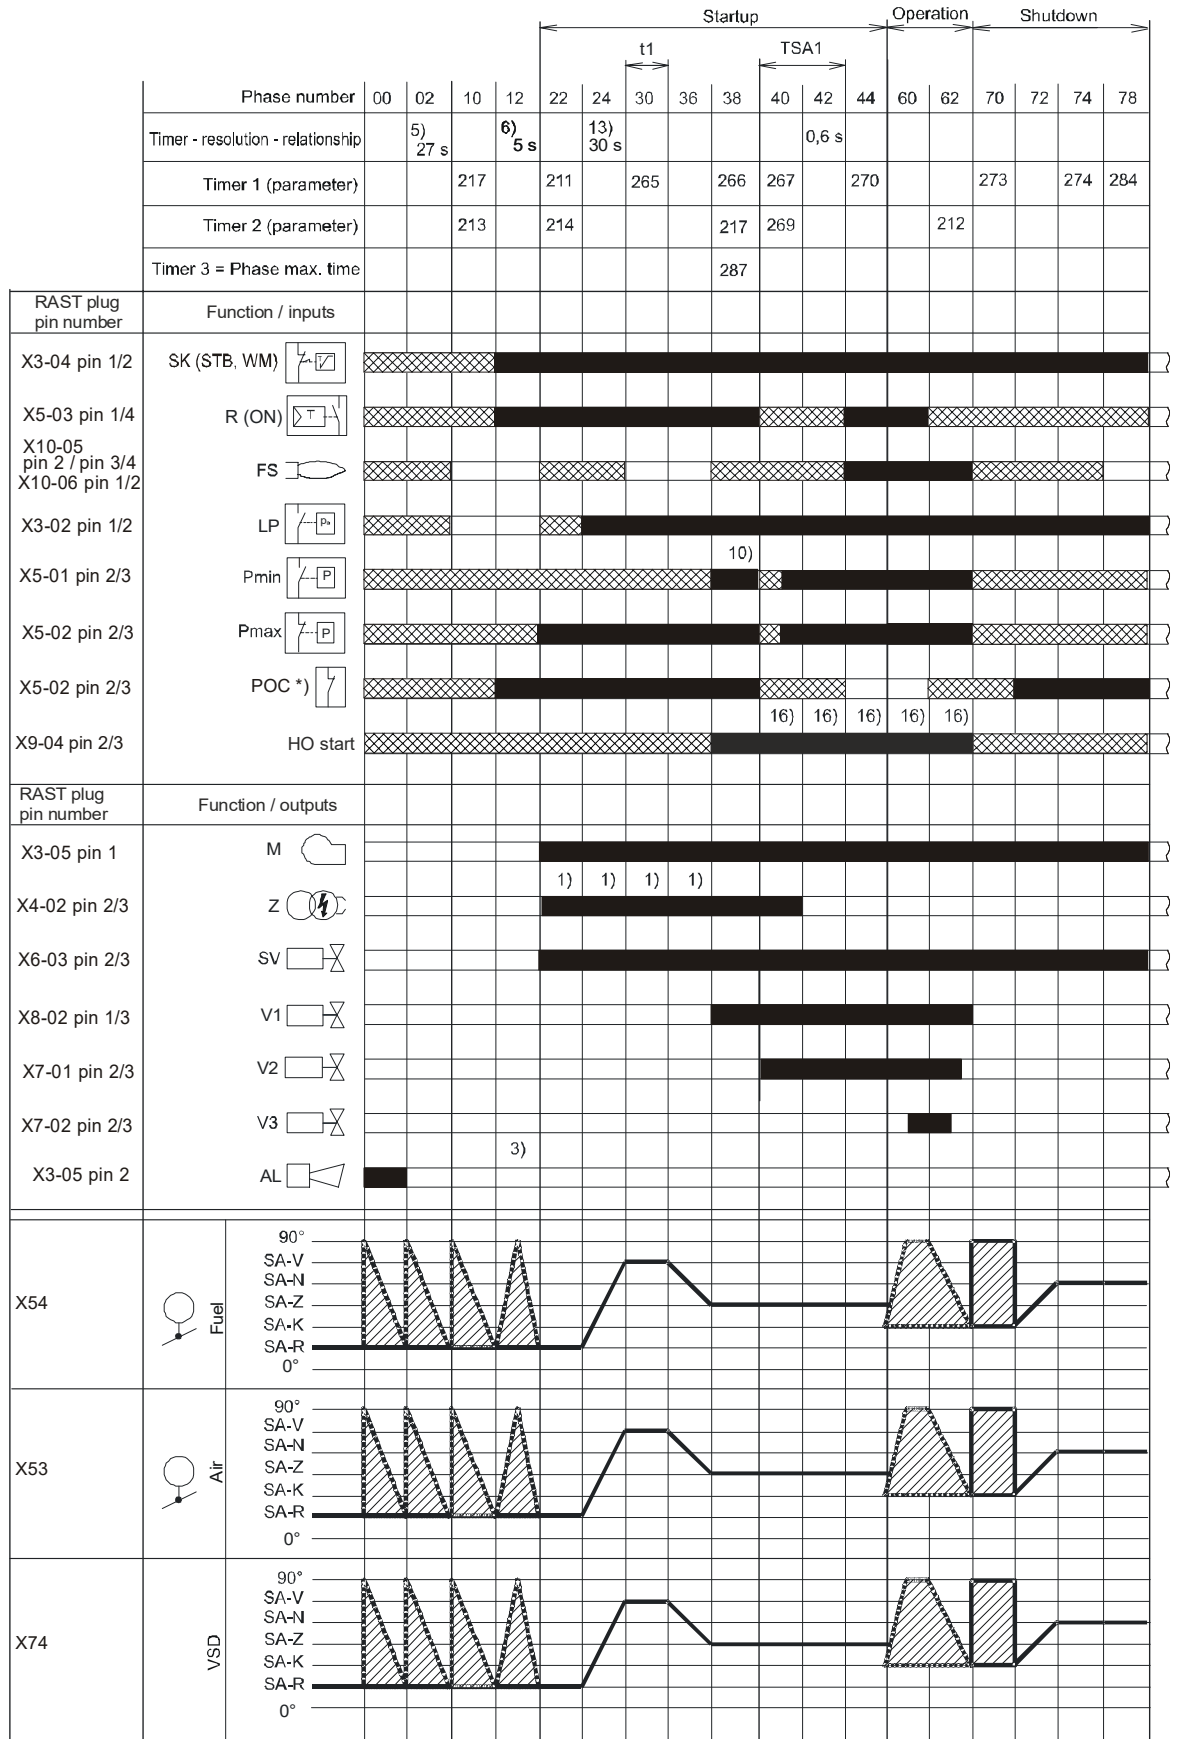 Startup Operation Shutdown
t1 TSA1
Phase number 00 02 10 12 22 24 30 36 38 40 42 44 60 62 70 72 74 78
Timer - resolution - relationship 5) 27 s 6) 5 s 13) 30 s 0,6 s
Timer 1 (parameter) 217 211 265 266 267 270 273 274 284
Timer 2 (parameter) 213 214 217 269 212
Timer 3 = Phase max. time 287
RAST plug pin number Function / inputs
X3-04 pin 1/2 SK (STB, WM)
X5-03 pin 1/4 R (ON) T
X10-05
pin 2 / pin 3/4
X10-06 pin 1/2 FS
X3-02 pin 1/2 LP Pa
10)
X5-01 pin 2/3 Pmin P
X5-02 pin 2/3 Pmax P
X5-02 pin 2/3 POC *)
16) 16) 16) 16) 16)
X9-04 pin 2/3 HO start
RAST plug pin number Function / outputs
X3-05 pin 1 M
1) 1) 1) 1)
X4-02 pin 2/3 Z
X6-03 pin 2/3 SV
X8-02 pin 1/3 V1
X7-01 pin 2/3 V2
X7-02 pin 2/3 V3
3)
X3-05 pin 2 AL
90°
SA-V
SA-N
X54 Fuel SA-Z
SA-K
SA-R
0°
90°
SA-V
SA-N
X53 Air SA-Z
SA-K
SA-R
0°
90°
SA-V
SA-N
X74 VSD SA-Z
SA-K
SA-R
0°